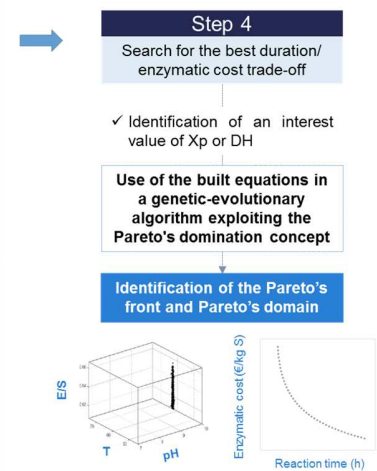 Step 4
Search for the best duration/
enzymatic cost trade-off
✓ Identification of an interest
value of Xp or DH
Use of the built equations in
a genetic-evolutionary
algorithm exploiting the
Pareto's domination concept
Identification of the Pareto's
front and Pareto's domain
E/S
T
pH
Enzymatic cost (€/kg S)
Reaction time (h)